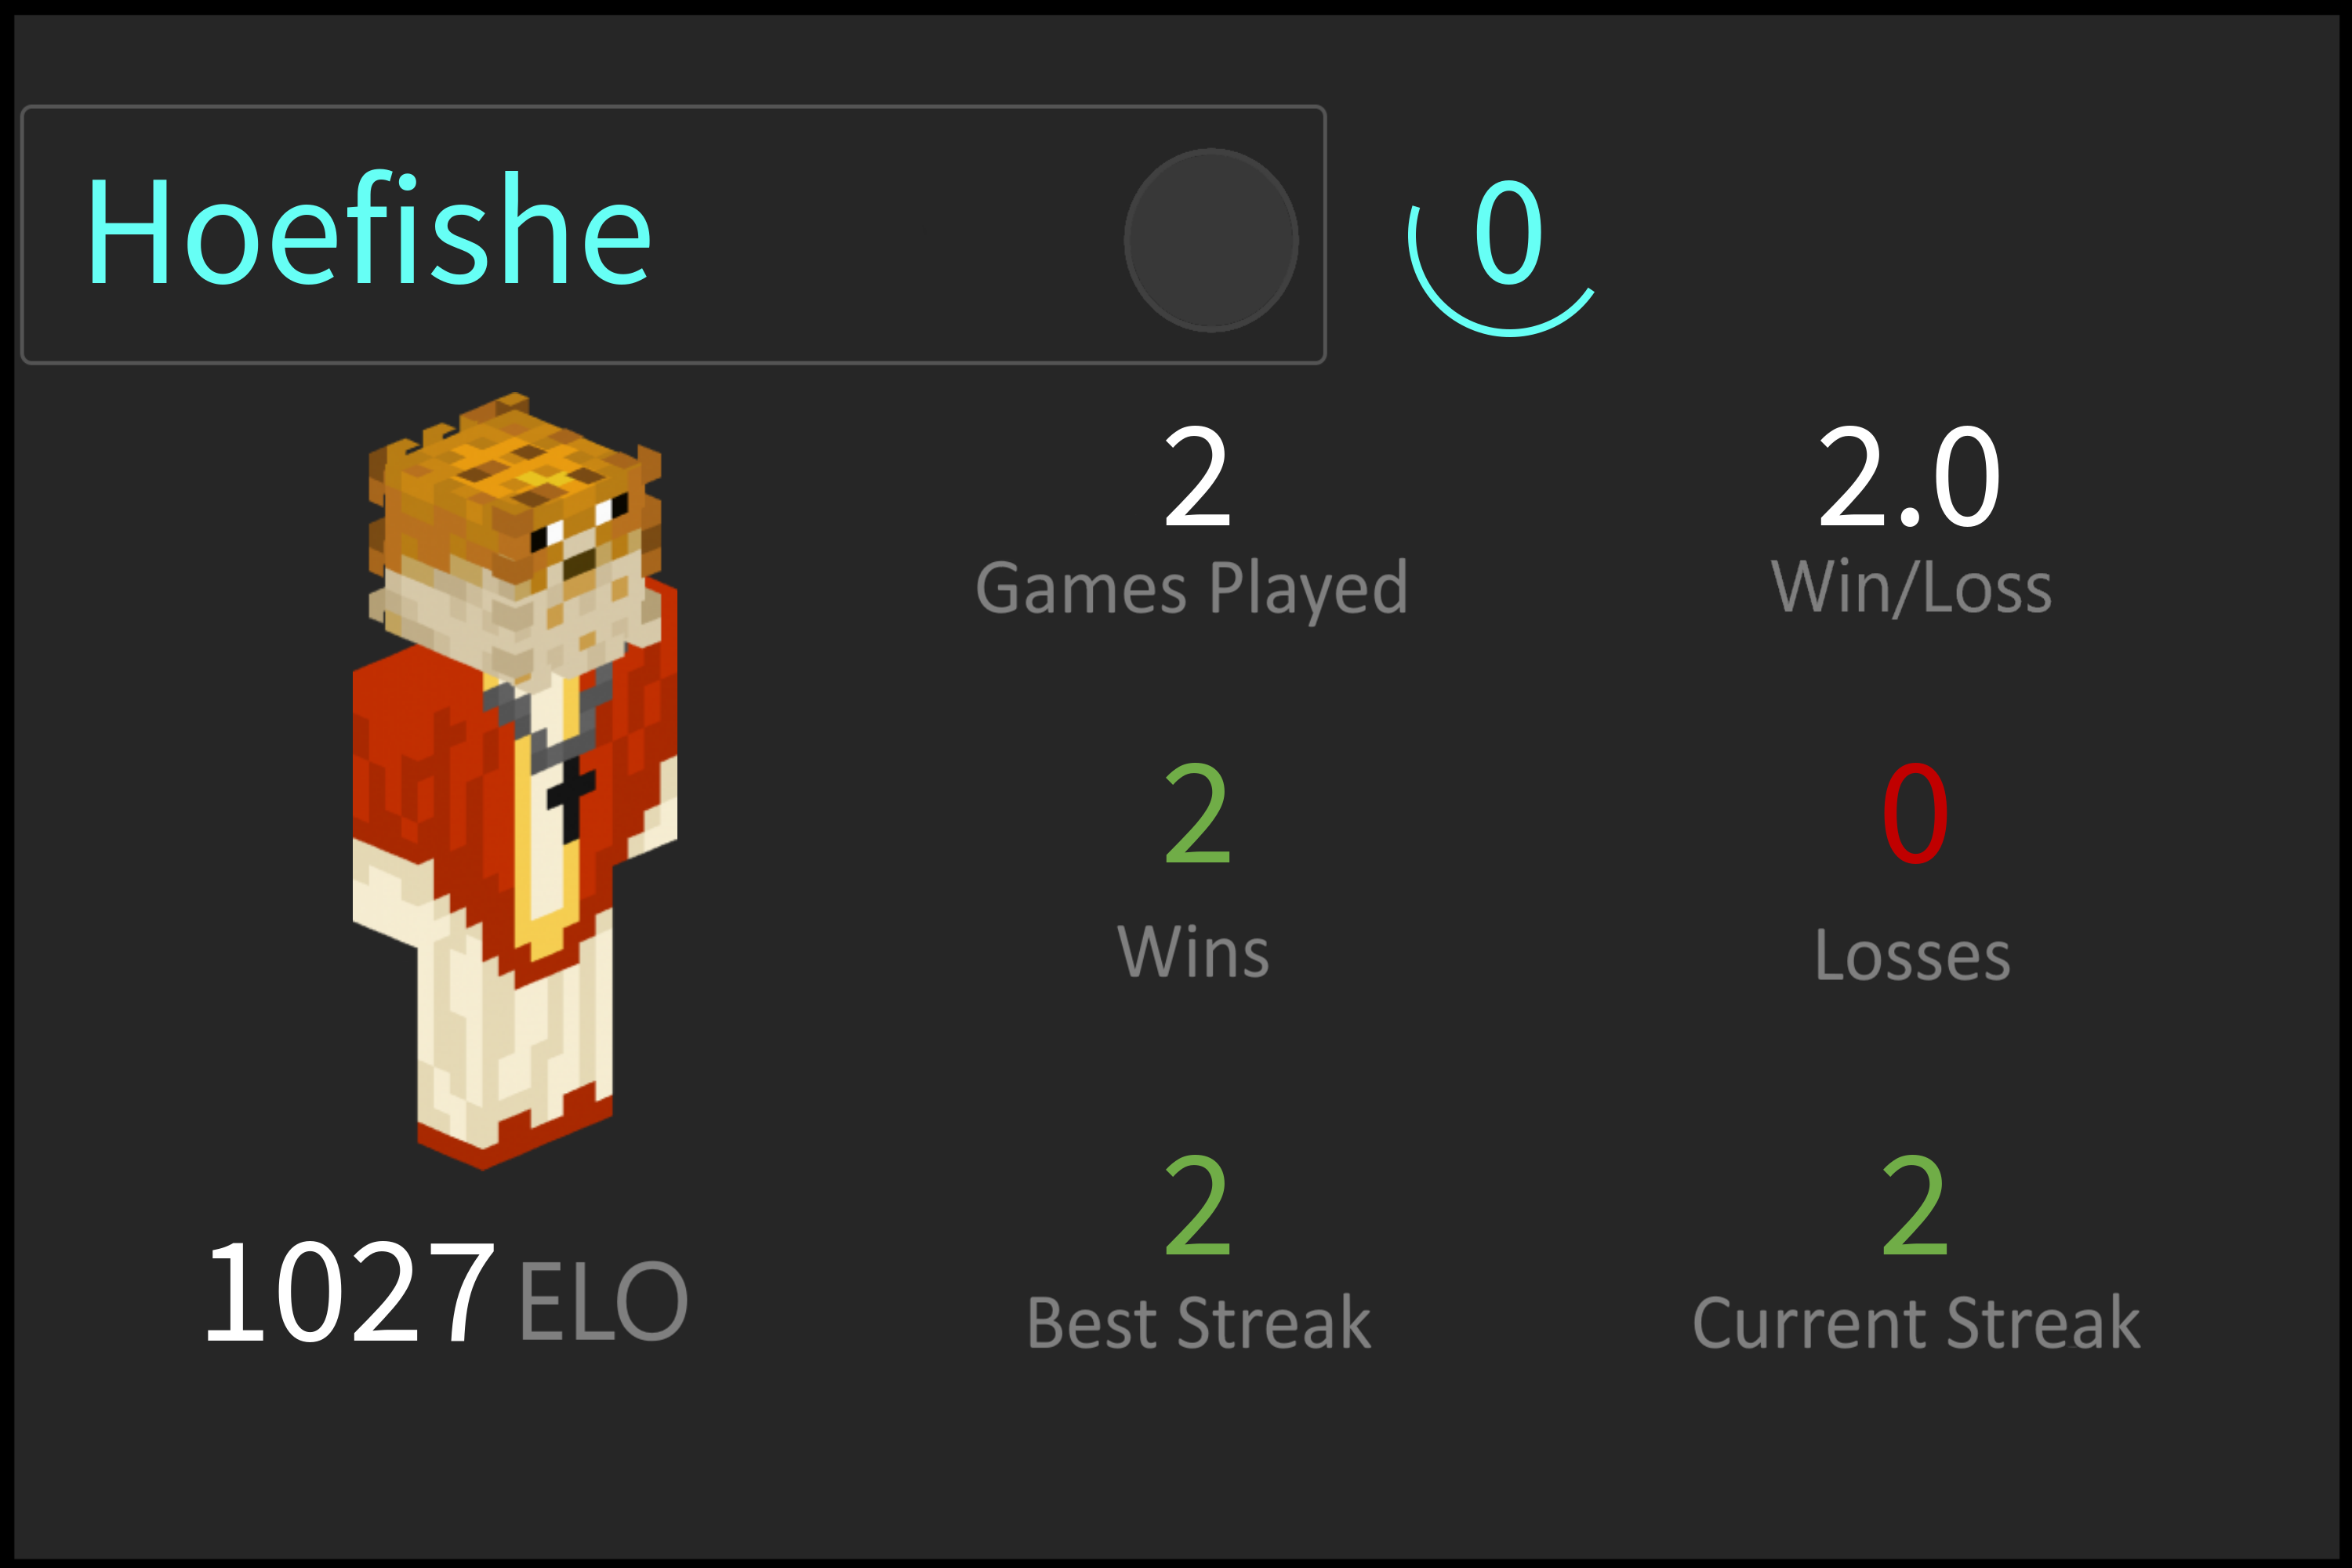 Hoefishe
0
2
2.0
Games Played
Win/Loss
2
0
Wins
Losses
2
2
1027 ELO
Best Streak
Current Streak